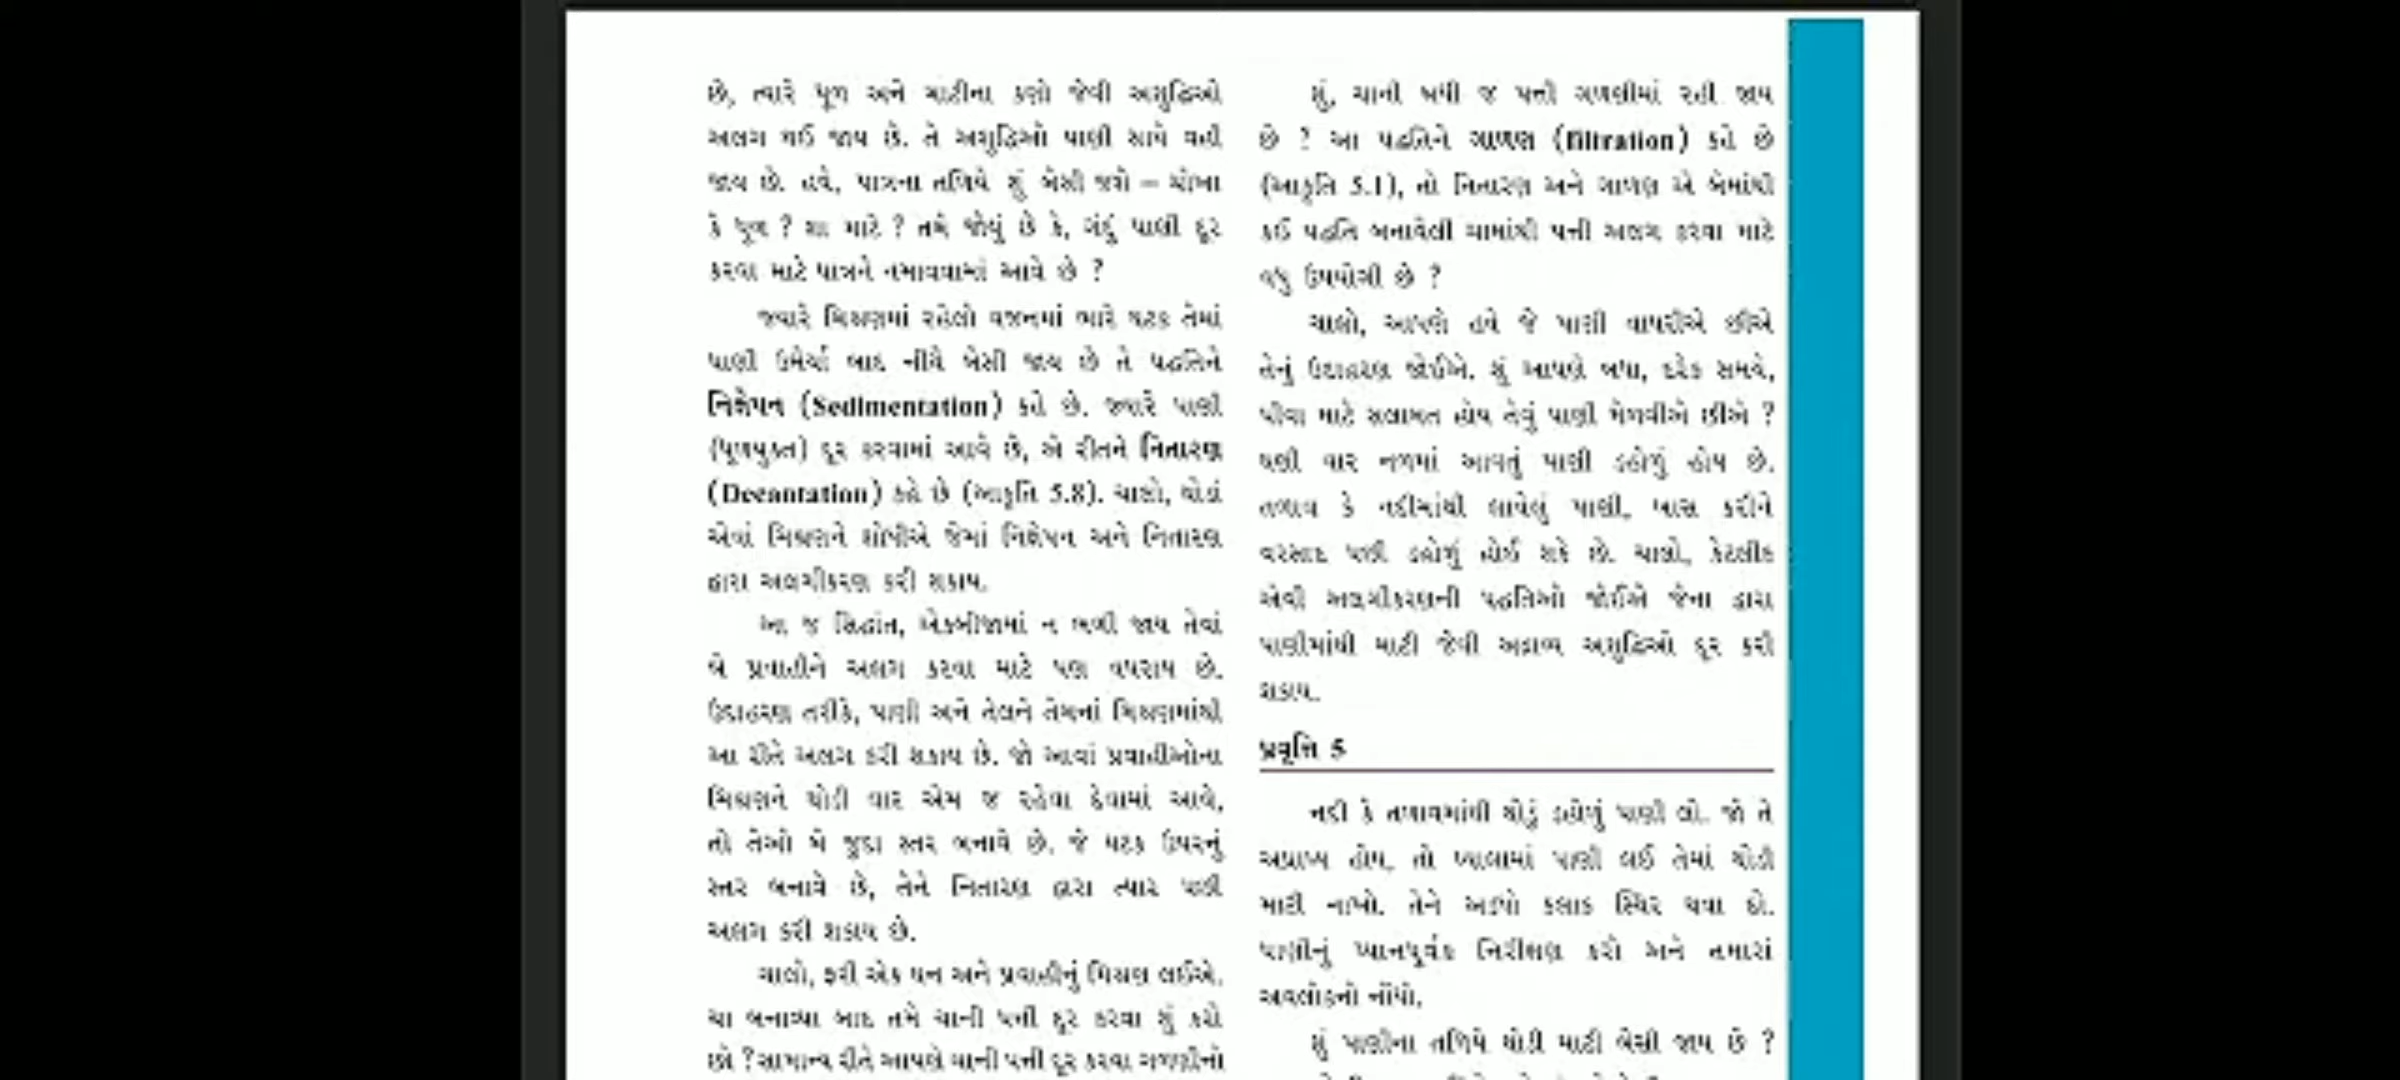 છે, ત્યારે ધૂળ અને માટીના કણો જેવી અશુદ્ધિઓ
અલગ થઈ જાય છે. તે અશુદ્ધિઓ પાણી સાથે વહી
જાય છે. હવે, પાત્રના તળિયે શું બેસી જશે – ચોખા
કે ધૂળ ? શા માટે ? તમે જોયું છે કે, ગંદું પાણી દૂર
કરવા માટે પાત્રને નમાવવામાં આવે છે ?
જ્યારે મિશ્રણમાં રહેલો વજનમાં ભારે ઘટક તેમાં
પાણી ઉમેર્યા બાદ નીચે બેસી જાય છે તે પદ્ધતિને
નિક્ષેપન (Sedimentation) કહે છે. જ્યારે પાણી
(ધૂળયુક્ત) દૂર કરવામાં આવે છે, એ રીતને નિતારણ
(Decantation) કહે છે (આકૃતિ 5.8). ચાલો, થોડાં
એવાં મિશ્રણને શોધીએ જેમાં નિક્ષેપન અને નિતારણ
દ્વારા અલગીકરણ કરી શકાય.
આ જ સિદ્ધાંત, એકબીજામાં ન ભળી જાય તેવાં
બે પ્રવાહીને અલગ કરવા માટે પણ વપરાય છે.
ઉદાહરણ તરીકે, પાણી અને તેલને તેમનાં મિશ્રણમાંથી
આ રીતે અલગ કરી શકાય છે. જો આવાં પ્રવાહીઓના
મિશ્રણને થોડી વાર એમ જ રહેવા દેવામાં આવે,
તો તેઓ બે જુદા સ્તર બનાવે છે. જે ઘટક ઉપરનું
સ્તર બનાવે છે, તેને નિતારણ દ્વારા ત્યાર પછી
અલગ કરી શકાય છે.
ચાલો, ફરી એક ઘન અને પ્રવાહીનું મિશ્રણ લઈએ.
ચા બનાવ્યા બાદ તમે ચાની પત્તી દૂર કરવા શું કરો
છો ? સામાન્ય રીતે આપણે ચાની પત્તી દૂર કરવા ગળણીનો
શું, ચાની બધી જ પત્તી ગળણીમાં રહી જાય
છે ? આ પદ્ધતિને ગાળણ (filtration) કહે છે
(આકૃતિ 5.1), તો નિતારણ અને ગાળણ એ બેમાંથી
કઈ પદ્ધતિ બનાવેલી ચામાંથી પત્તી અલગ કરવા માટે
વધુ ઉપયોગી છે ?
ચાલો, આપણે હવે જે પાણી વાપરીએ છીએ
તેનું ઉદાહરણ જોઈએ. શું આપણે બધા, દરેક સમયે,
પીવા માટે સલામત હોય તેવું પાણી મેળવીએ છીએ ?
ઘણી વાર નળમાં આવતું પાણી ડહોળું હોય છે.
તળાવ કે નદીમાંથી લાવેલું પાણી, ખાસ કરીને
વરસાદ પછી ડહોળું હોઈ શકે છે. ચાલો, કેટલીક
એવી અલગીકરણની પદ્ધતિઓ જોઈએ જેના દ્વારા
પાણીમાંથી માટી જેવી અદ્રાવ્ય અશુદ્ધિઓ દૂર કરી
શકાય.
પ્રવૃત્તિ 5
નદી કે તળાવમાંથી થોડું ડહોળું પાણી લો. જો તે
અપ્રાપ્ય હોય, તો પ્યાલામાં પાણી લઈ તેમાં થોડી
માટી નાખો. તેને અડધો કલાક સ્થિર થવા દો.
પાણીનું ધ્યાનપૂર્વક નિરીક્ષણ કરો અને તમારાં
અવલોકનો નોંધો.
શું પાણીના તળિયે થોડી માટી બેસી જાય છે ?